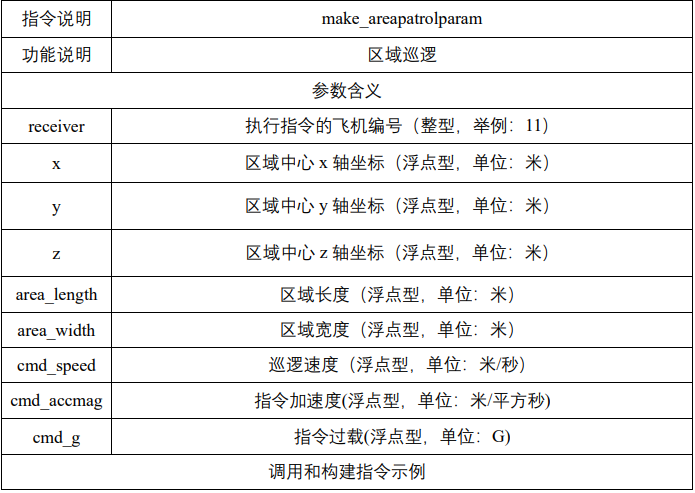 指令说明 make_areapatrolparam
功能说明 区域巡逻
参数含义
receiver 执行指令的飞机编号（整型，举例：11）
x 区域中心 x 轴坐标（浮点型，单位：米）
y 区域中心 y 轴坐标（浮点型，单位：米）
z 区域中心 z 轴坐标（浮点型，单位：米）
area_length 区域长度（浮点型，单位：米）
area_width 区域宽度（浮点型，单位：米）
cmd_speed 巡逻速度（浮点型，单位：米/秒）
cmd_accmag 指令加速度(浮点型，单位：米/平方秒)
cmd_g 指令过载(浮点型，单位：G)
调用和构建指令示例